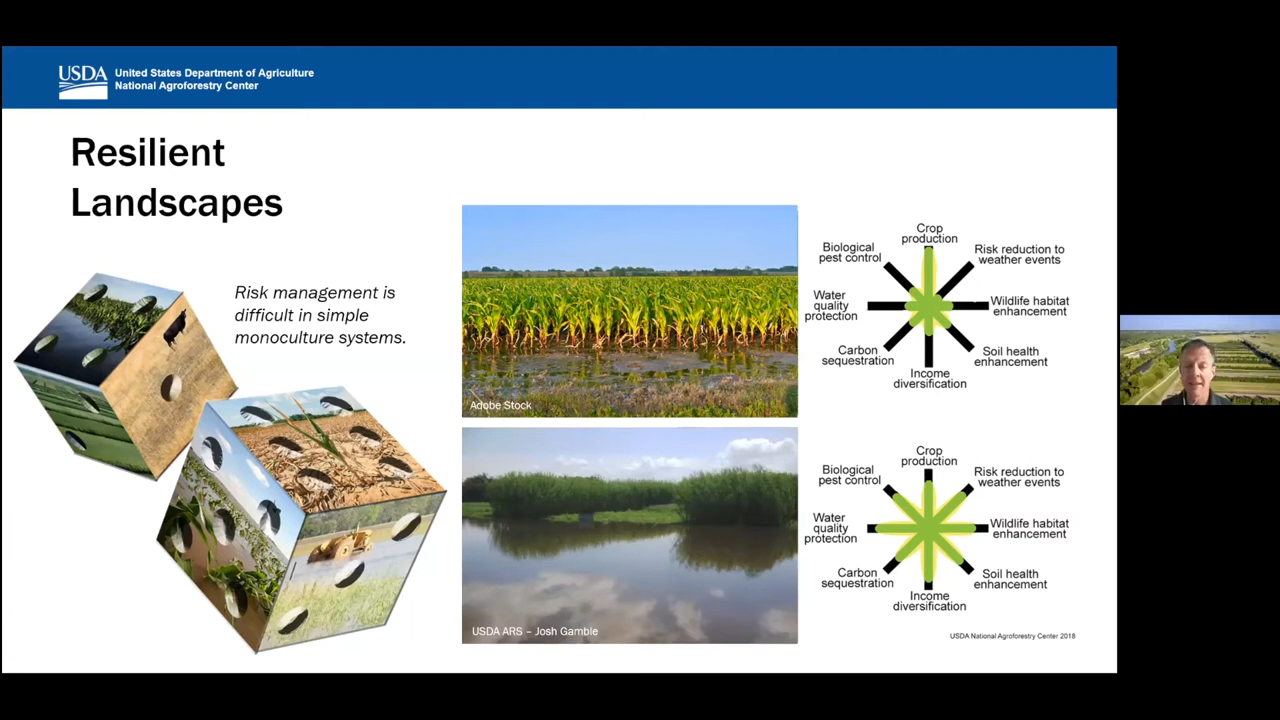 USDA
United States Department of Agriculture
National Agroforestry Center
Resilient
Landscapes
Risk management is
difficult in simple
monoculture systems.
Adobe Stock
Crop
production
Biological
pest control
Risk reduction to
weather events
Water
quality
protection
Wildlife habitat
enhancement
Carbon
sequestration
Soil health
enhancement
Income
diversification
USDA ARS – Josh Gamble
Crop
production
Biological
pest control
Risk reduction to
weather events
Water
quality
protection
Wildlife habitat
enhancement
Carbon
sequestration
Soil health
enhancement
Income
diversification
USDA National Agroforestry Center 2018